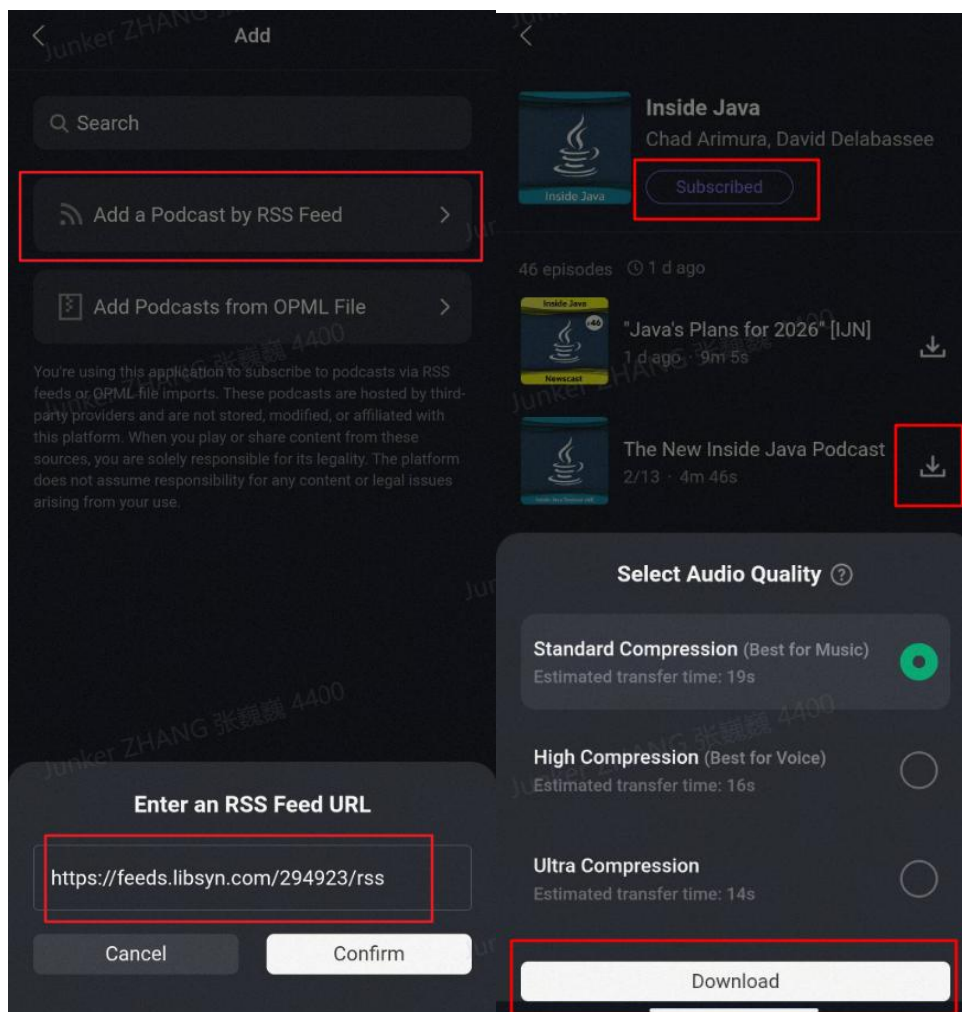 Add
Search
Add a Podcast by RSS Feed
Add Podcasts from OPML File
You're using this application to subscribe to podcasts via RSS
feeds or OPML file imports. These podcasts are hosted by third-
party providers and are not stored, modified, or affiliated with
this platform. When you play or share content from these
sources, you are solely responsible for its legality. The platform
does not assume responsibility for any content or legal issues
arising from your use.
Junker ZHANG 张巍巍 4400
Enter an RSS Feed URL
https://feeds.libsyn.com/294923/rss
Cancel
Confirm
Inside Java
Chad Arimura, David Delabassee
Subscribed
Inside Java
46 episodes
1 d ago
Inside Java
#46
Newscast
"Java's Plans for 2026" [IJN]
1 d ago · 9m 5s
The New Inside Java Podcast
2/13 · 4m 46s
Select Audio Quality
Standard Compression (Best for Music)
Estimated transfer time: 19s
High Compression (Best for Voice)
Estimated transfer time: 16s
Ultra Compression
Estimated transfer time: 14s
Download